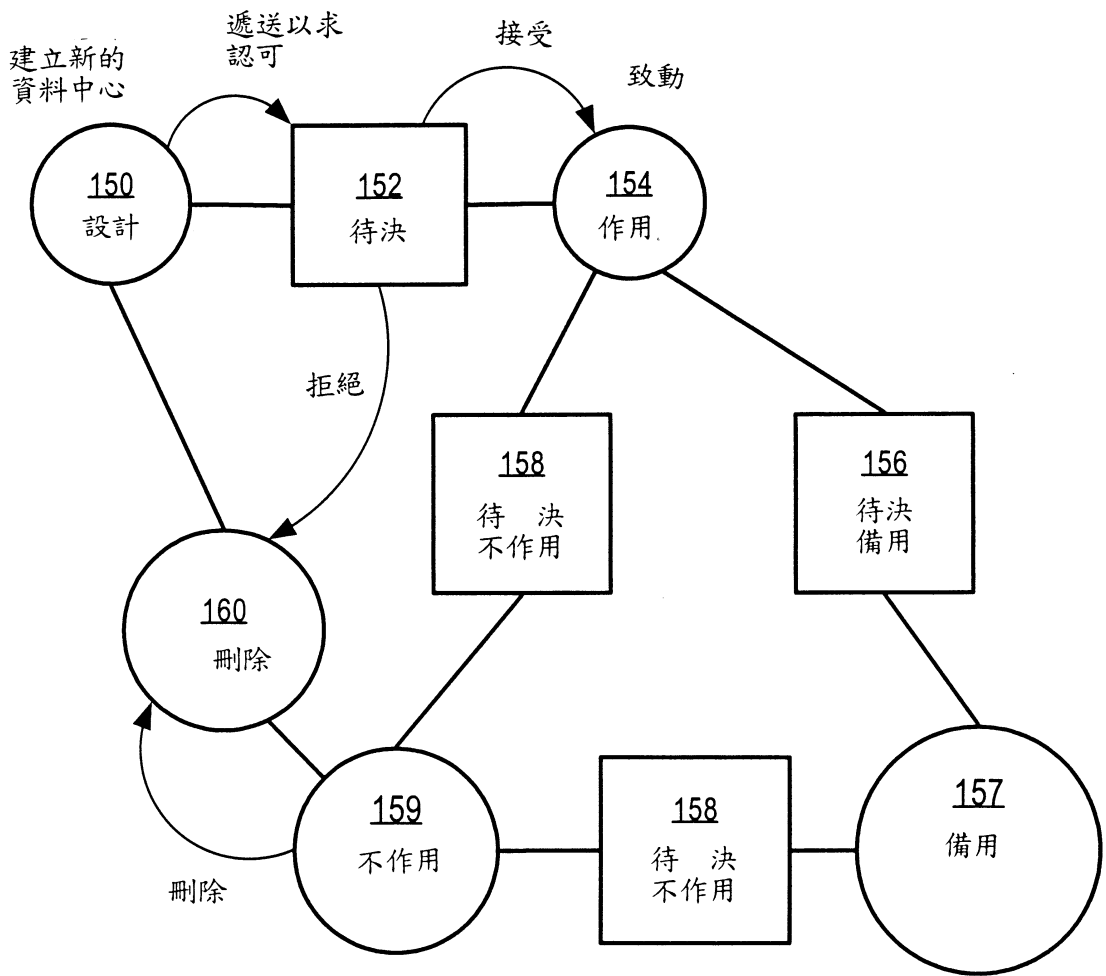 建立新的
資料中心
遞送以求
認可
接受
致動
150
設計
152
待決
154
作用
拒絕
158
待 決
不作用
156
待決
備用
160
刪除
159
不作用
158
待 決
不作用
157
備用
刪除